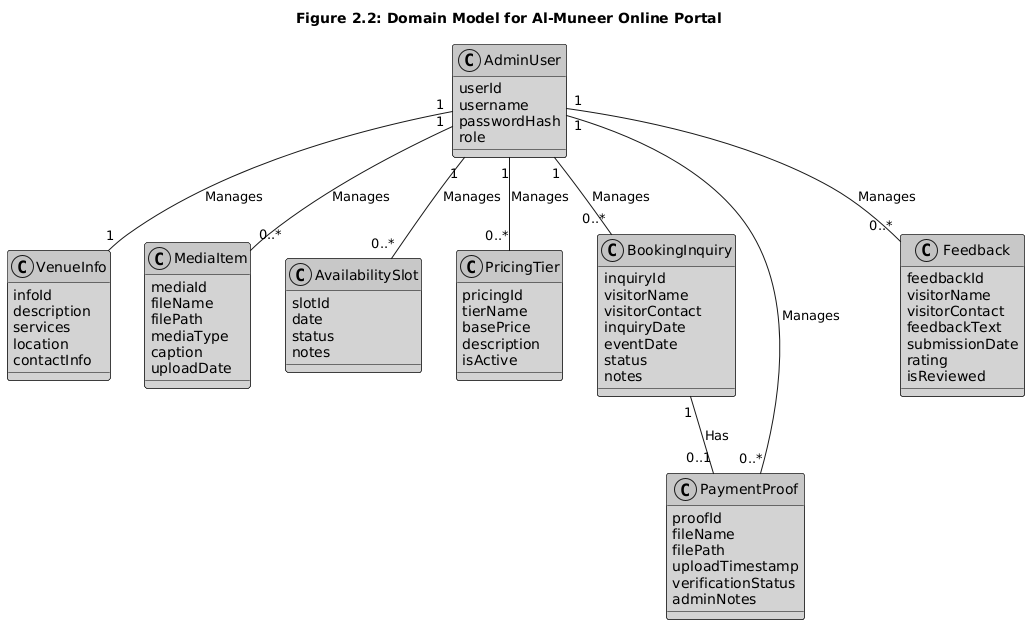 Figure 2.2: Domain Model for Al-Muneer Online Portal
C AdminUser
userId
username
passwordHash
role
1
1
1
1
1
1
1
Manages
Manages
Manages
Manages
Manages
Manages
Manages
1
0..*
0..*
0..*
0..*
0..*
C VenueInfo
infoId
description
services
location
contactInfo
C MediaItem
mediaId
fileName
filePath
mediaType
caption
uploadDate
C AvailabilitySlot
slotId
date
status
notes
C PricingTier
pricingId
tierName
basePrice
description
isActive
C BookingInquiry
inquiryId
visitorName
visitorContact
inquiryDate
eventDate
status
notes
C Feedback
feedbackId
visitorName
visitorContact
feedbackText
submissionDate
rating
isReviewed
1
Has
0..1
0..*
C PaymentProof
proofId
fileName
filePath
uploadTimestamp
verificationStatus
adminNotes